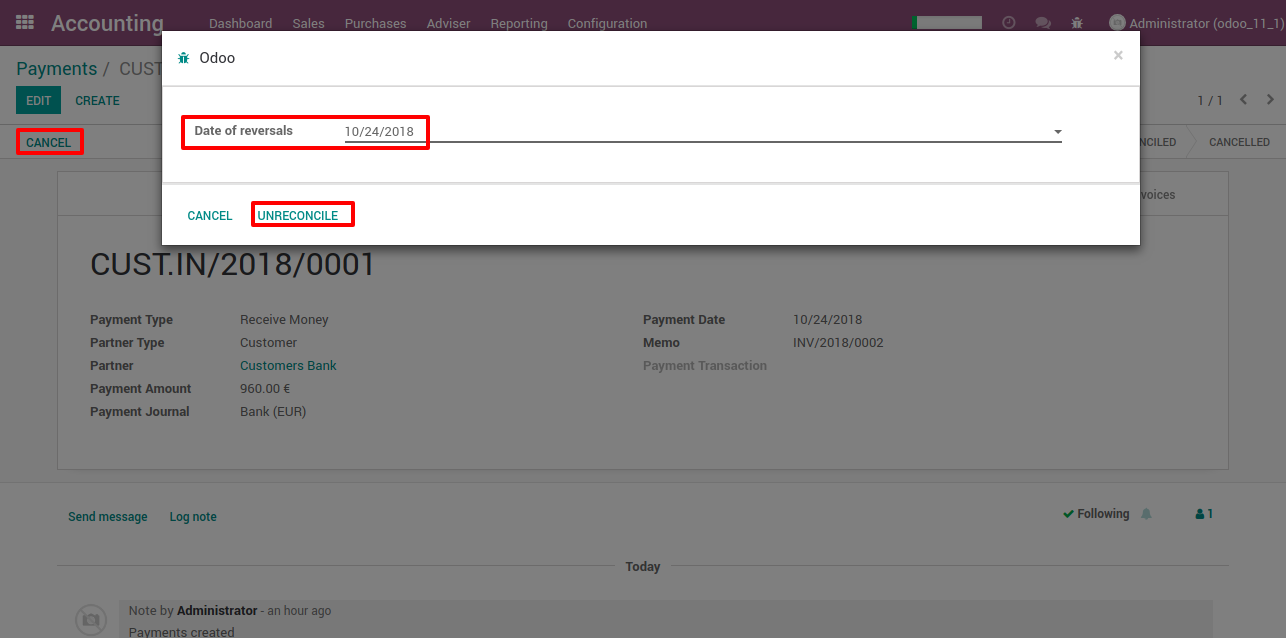 Accounting Dashboard Sales Purchases Adviser Reporting Configuration Administrator (odoo_11_1)
Odoo ×
Payments / CUST
EDIT CREATE 1 / 1
Date of reversals 10/24/2018
CANCEL NCILED CANCELLED
voices
CANCEL UNRECONCILE
CUST.IN/2018/0001
Payment Type Receive Money Payment Date 10/24/2018
Partner Type Customer Memo INV/2018/0002
Partner Customers Bank Payment Transaction
Payment Amount 960.00 €
Payment Journal Bank (EUR)
Send message Log note Following 1
Today
Note by Administrator - an hour ago
Payments created